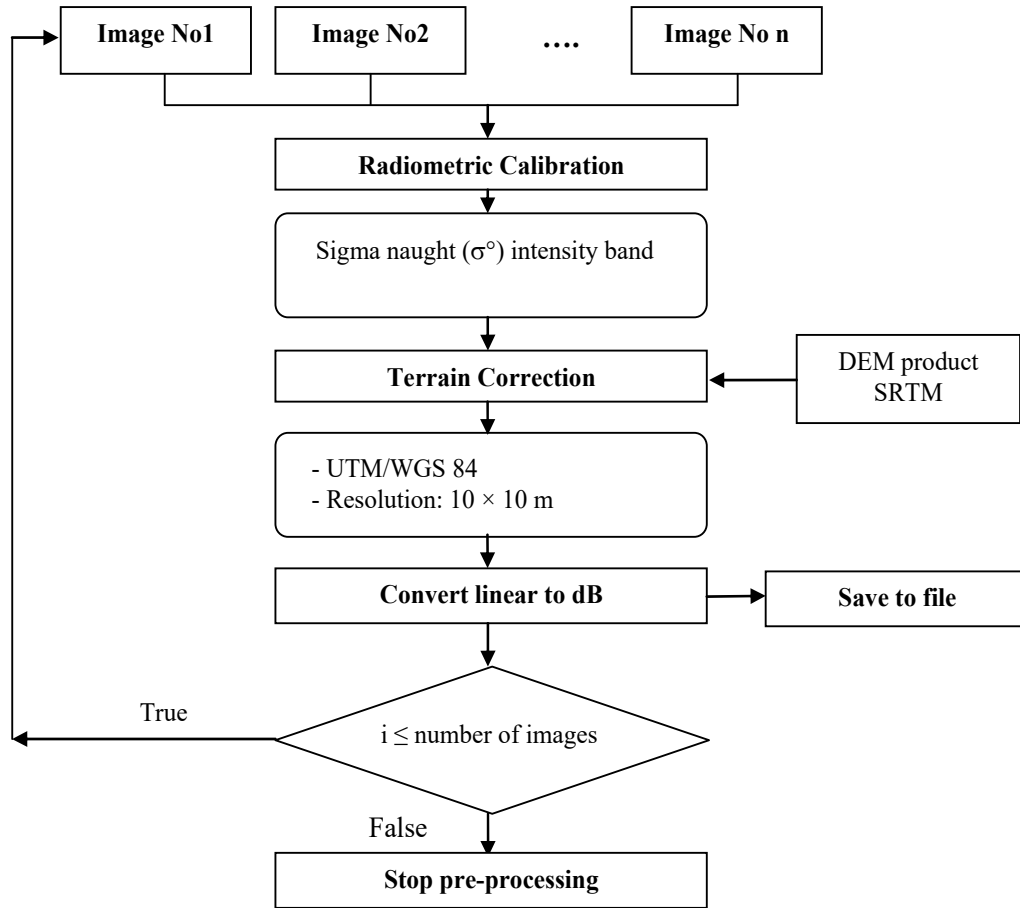 Image No1
Image No2
....
Image No n
Radiometric Calibration
Sigma naught (σ°) intensity band
Terrain Correction
DEM product
SRTM
- UTM/WGS 84
- Resolution: 10 × 10 m
Convert linear to dB
Save to file
True
i ≤ number of images
False
Stop pre-processing